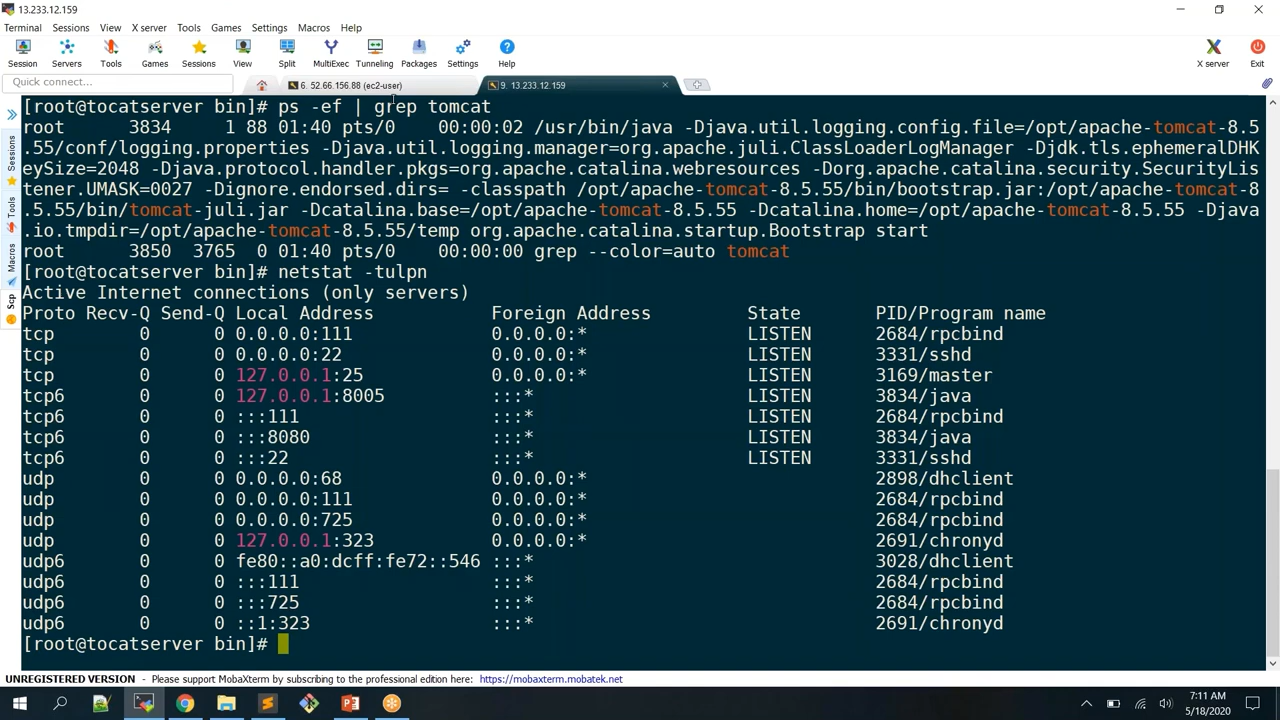 13.233.12.159
Terminal Sessions View X server Tools Games Settings Macros Help
Session Servers Tools Games Sessions View Split MultiExec Tunneling Packages Settings Help X server Exit
Quick connect...
6. 52.66.156.88 (ec2-user)
9. 13.233.12.159
Sessions
Tools
Macros
Scp
[root@tocatserver bin]# ps -ef | grep tomcat
root      3834     1 88 01:40 pts/0    00:00:02 /usr/bin/java -Djava.util.logging.config.file=/opt/apache-tomcat-8.5
.55/conf/logging.properties -Djava.util.logging.manager=org.apache.juli.ClassLoaderLogManager -Djdk.tls.ephemeralDHK
eySize=2048 -Djava.protocol.handler.pkgs=org.apache.catalina.webresources -Dorg.apache.catalina.security.SecurityLis
tener.UMASK=0027 -Dignore.endorsed.dirs= -classpath /opt/apache-tomcat-8.5.55/bin/bootstrap.jar:/opt/apache-tomcat-8
.5.55/bin/tomcat-juli.jar -Dcatalina.base=/opt/apache-tomcat-8.5.55 -Dcatalina.home=/opt/apache-tomcat-8.5.55 -Djava
.io.tmpdir=/opt/apache-tomcat-8.5.55/temp org.apache.catalina.startup.Bootstrap start
root      3850  3765  0 01:40 pts/0    00:00:00 grep --color=auto tomcat
[root@tocatserver bin]# netstat -tulpn
Active Internet connections (only servers)
Proto Recv-Q Send-Q Local Address           Foreign Address         State       PID/Program name
tcp        0      0 0.0.0.0:111             0.0.0.0:*               LISTEN      2684/rpcbind
tcp        0      0 0.0.0.0:22              0.0.0.0:*               LISTEN      3331/sshd
tcp        0      0 127.0.0.1:25            0.0.0.0:*               LISTEN      3169/master
tcp6       0      0 127.0.0.1:8005          :::*                    LISTEN      3834/java
tcp6       0      0 :::111                  :::*                    LISTEN      2684/rpcbind
tcp6       0      0 :::8080                 :::*                    LISTEN      3834/java
tcp6       0      0 :::22                   :::*                    LISTEN      3331/sshd
udp        0      0 0.0.0.0:68              0.0.0.0:*                           2898/dhclient
udp        0      0 0.0.0.0:111             0.0.0.0:*                           2684/rpcbind
udp        0      0 0.0.0.0:725             0.0.0.0:*                           2684/rpcbind
udp        0      0 127.0.0.1:323           0.0.0.0:*                           2691/chronyd
udp6       0      0 fe80::a0:dcff:fe72::546 :::*                                3028/dhclient
udp6       0      0 :::111                  :::*                                2684/rpcbind
udp6       0      0 :::725                  :::*                                2684/rpcbind
udp6       0      0 ::1:323                 :::*                                2691/chronyd
[root@tocatserver bin]#
UNREGISTERED VERSION - Please support MobaXterm by subscribing to the professional edition here: https://mobaxterm.mobatek.net
7:11 AM
5/18/2020